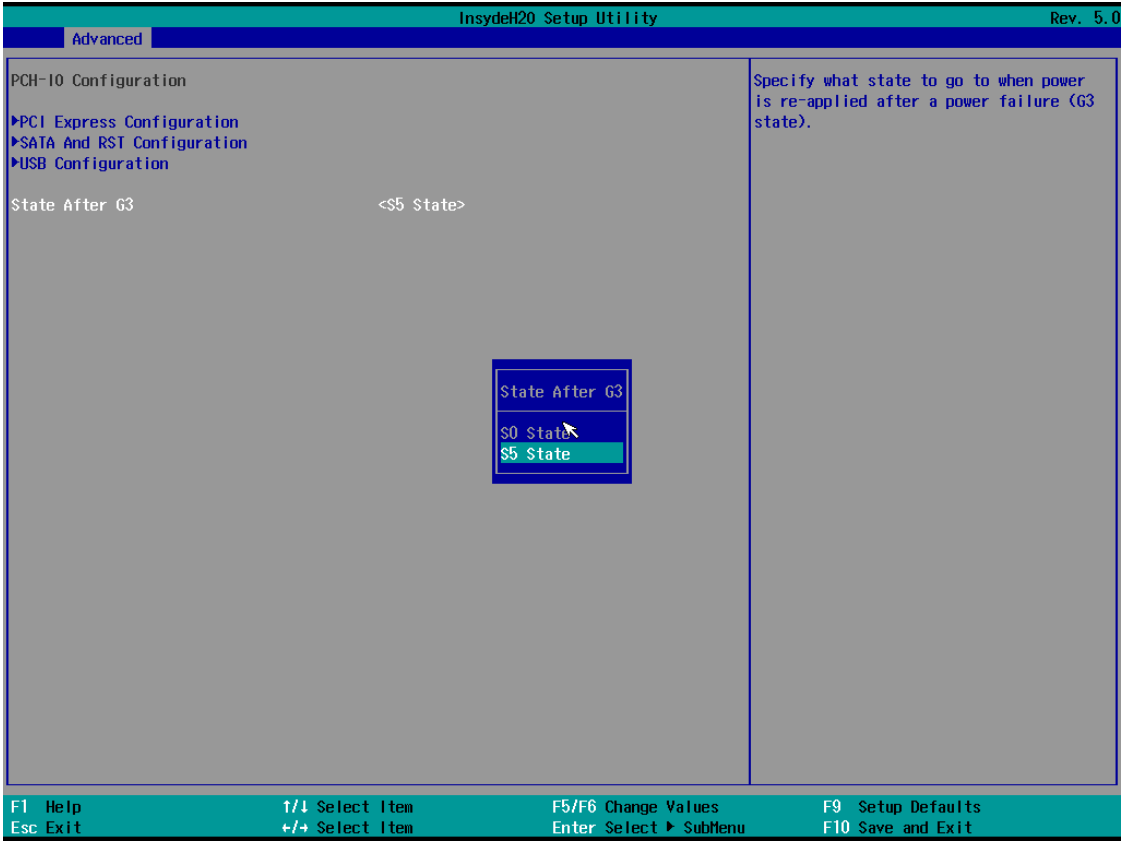 InsydeH2O Setup Utility Rev. 5.0
Advanced
PCH-IO Configuration
▶PCI Express Configuration
▶SATA And RST Configuration
▶USB Configuration
State After G3 <S5 State>
Specify what state to go to when power
is re-applied after a power failure (G3
state).
State After G3
S0 State
S5 State
F1 Help ↑/↓ Select Item F5/F6 Change Values F9 Setup Defaults
Esc Exit ←/→ Select Item Enter Select ▶ SubMenu F10 Save and Exit